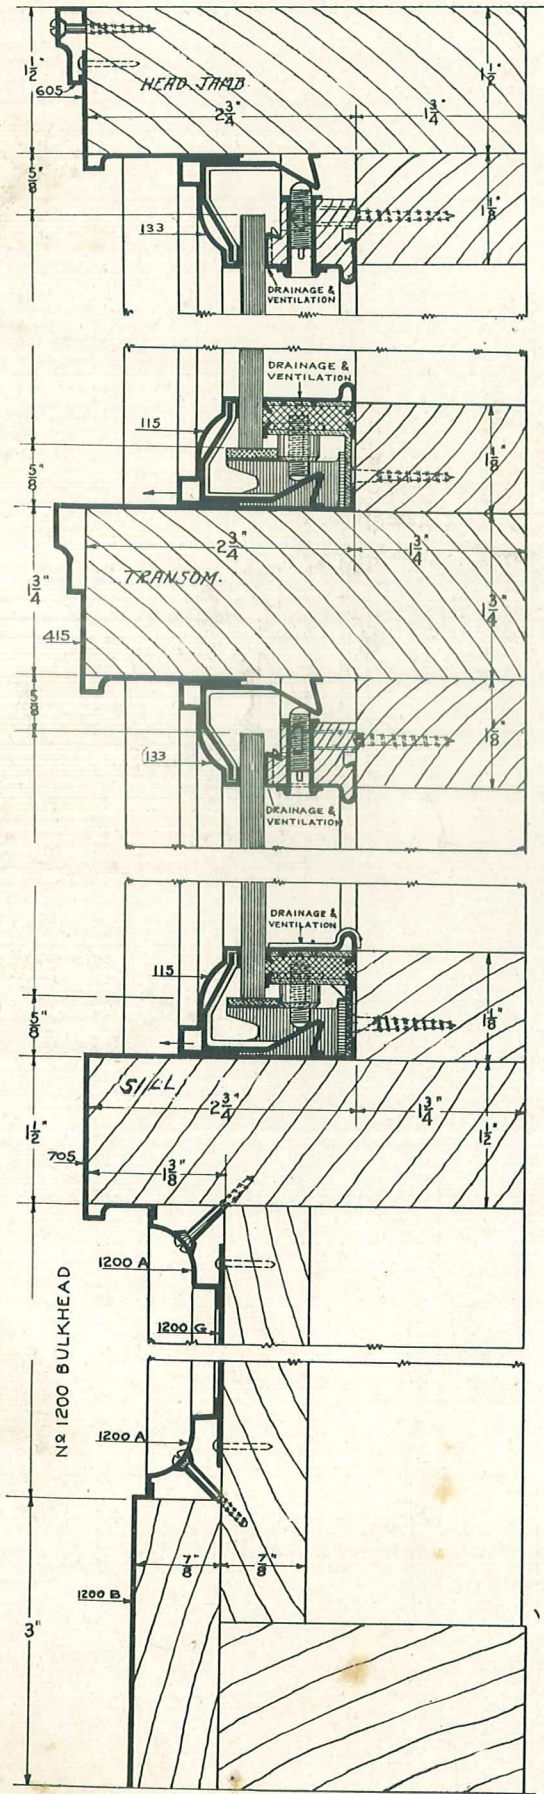 1½"
605
HEAD JAMB
2¾"
1¾"
1½"
⅝"
133
1⅛"
DRAINAGE &
VENTILATION
DRAINAGE &
VENTILATION
115
⅝"
1⅛"
2¾"
1¾"
TRANSOM.
1¾"
1¾"
415
⅝"
133
1⅛"
DRAINAGE &
VENTILATION
DRAINAGE &
VENTILATION
115
⅝"
1⅛"
SILL
2¾"
1¾"
1½"
1½"
705
1⅜"
1200 A
1200 G
Nº 1200 BULKHEAD
1200 A
⅞"
⅞"
1200 B
3"